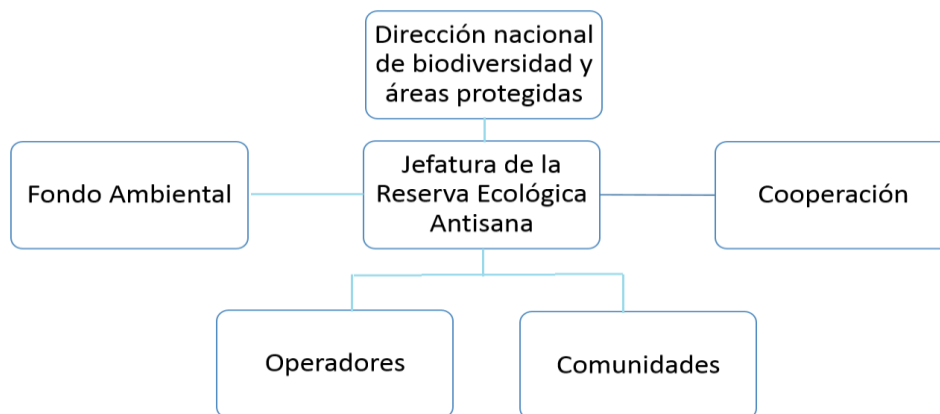 Dirección nacional
de biodiversidad y
áreas protegidas
Fondo Ambiental
Jefatura de la
Reserva Ecológica
Antisana
Cooperación
Operadores
Comunidades